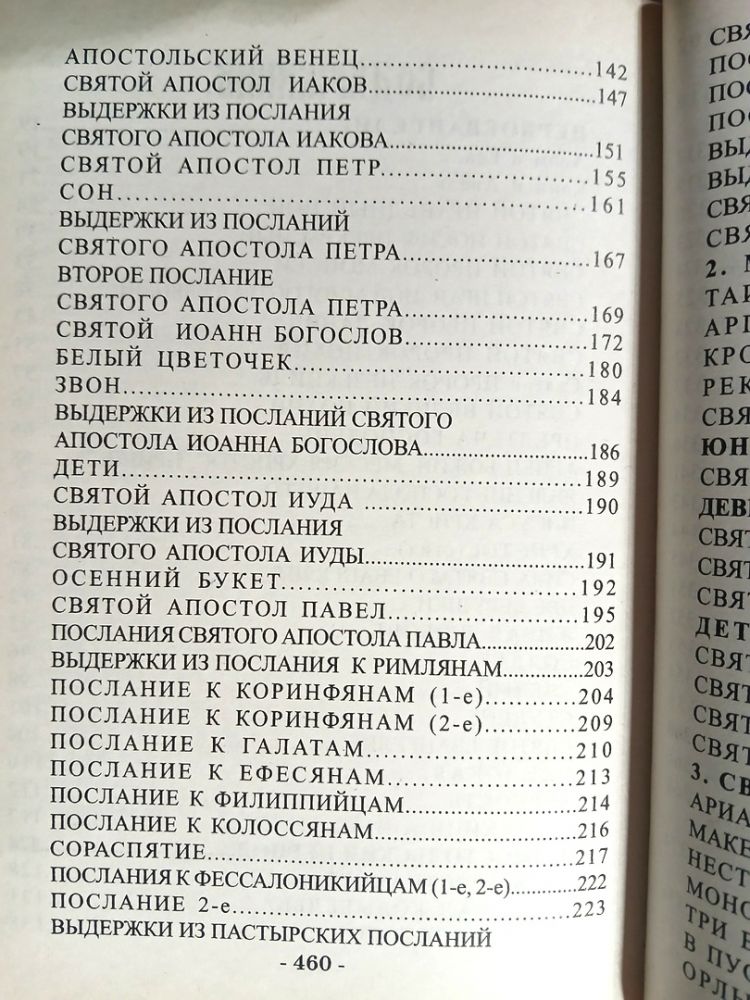 АПОСТОЛЬСКИЙ ВЕНЕЦ..................142
СВЯТОЙ АПОСТОЛ ИАКОВ..................147
ВЫДЕРЖКИ ИЗ ПОСЛАНИЯ
СВЯТОГО АПОСТОЛА ИАКОВА..................151
СВЯТОЙ АПОСТОЛ ПЕТР..................155
СОН..................161
ВЫДЕРЖКИ ИЗ ПОСЛАНИЙ
СВЯТОГО АПОСТОЛА ПЕТРА..................167
ВТОРОЕ ПОСЛАНИЕ
СВЯТОГО АПОСТОЛА ПЕТРА..................169
СВЯТОЙ ИОАНН БОГОСЛОВ..................172
БЕЛЫЙ ЦВЕТОЧЕК..................180
ЗВОН..................184
ВЫДЕРЖКИ ИЗ ПОСЛАНИЙ СВЯТОГО
АПОСТОЛА ИОАННА БОГОСЛОВА..................186
ДЕТИ..................189
СВЯТОЙ АПОСТОЛ ИУДА ..................190
ВЫДЕРЖКИ ИЗ ПОСЛАНИЯ
СВЯТОГО АПОСТОЛА ИУДЫ..................191
ОСЕННИЙ БУКЕТ..................192
СВЯТОЙ АПОСТОЛ ПАВЕЛ..................195
ПОСЛАНИЯ СВЯТОГО АПОСТОЛА ПАВЛА..................202
ВЫДЕРЖКИ ИЗ ПОСЛАНИЯ К РИМЛЯНАМ..................203
ПОСЛАНИЕ К КОРИНФЯНАМ (1-е)..................204
ПОСЛАНИЕ К КОРИНФЯНАМ (2-е)..................209
ПОСЛАНИЕ К ГАЛАТАМ..................210
ПОСЛАНИЕ К ЕФЕСЯНАМ..................213
ПОСЛАНИЕ К ФИЛИППИЙЦАМ..................214
ПОСЛАНИЕ К КОЛОССЯНАМ..................216
СОРАСПЯТИЕ..................217
ПОСЛАНИЯ К ФЕССАЛОНИКИЙЦАМ (1-е, 2-е)..................222
ПОСЛАНИЕ 2-е..................223
ВЫДЕРЖКИ ИЗ ПАСТЫРСКИХ ПОСЛАНИЙ
- 460 -
2.
3.
ТРИ
В